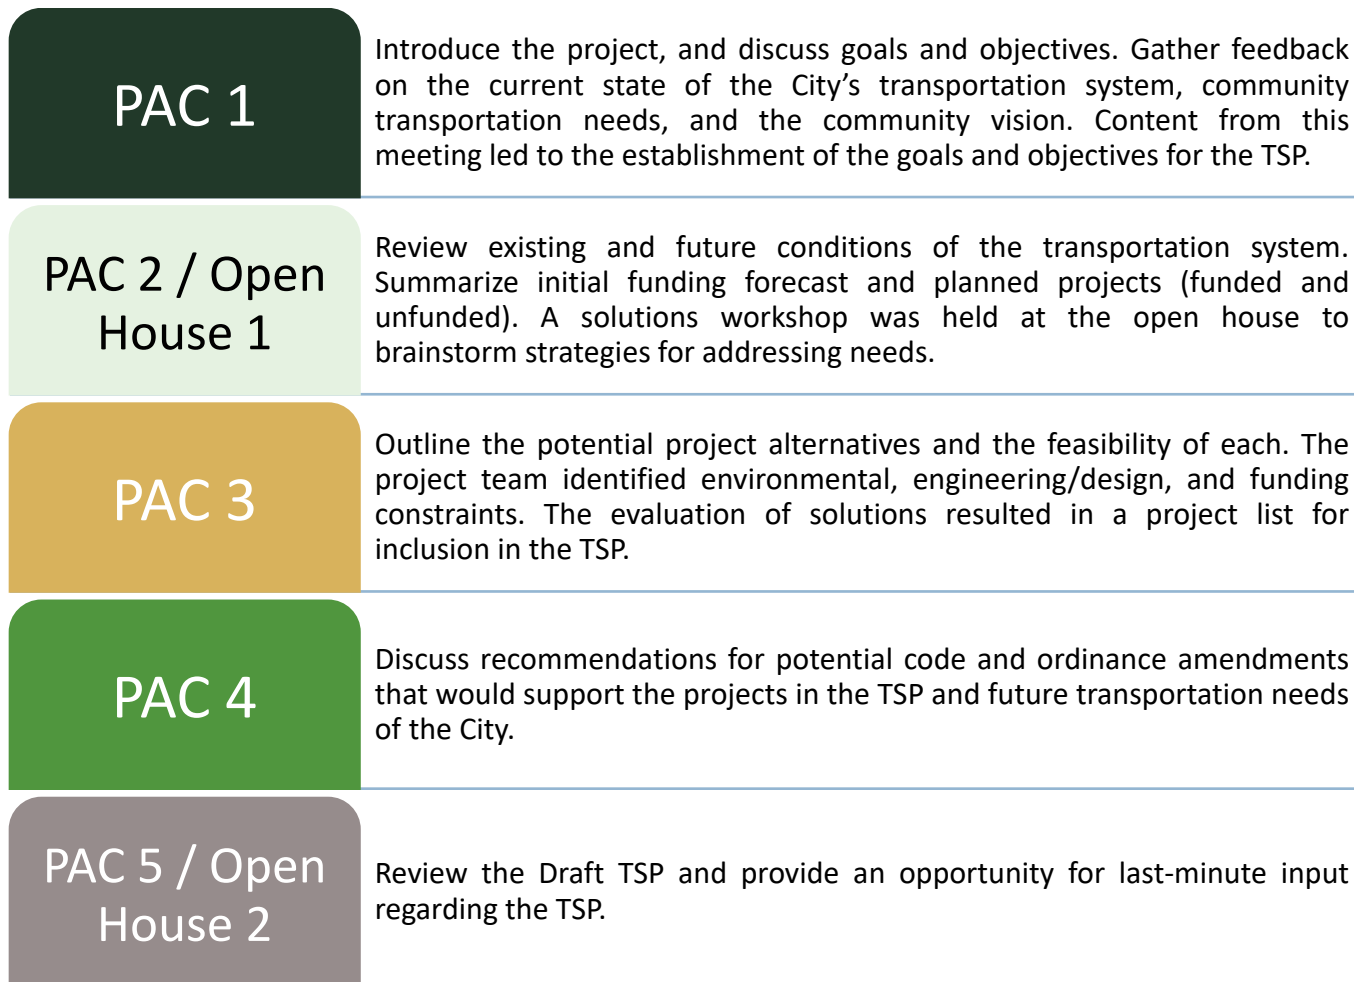 PAC 1
Introduce the project, and discuss goals and objectives. Gather feedback
on the current state of the City’s transportation system, community
transportation needs, and the community vision. Content from this
meeting led to the establishment of the goals and objectives for the TSP.
PAC 2 / Open
House 1
Review existing and future conditions of the transportation system.
Summarize initial funding forecast and planned projects (funded and
unfunded). A solutions workshop was held at the open house to
brainstorm strategies for addressing needs.
PAC 3
Outline the potential project alternatives and the feasibility of each. The
project team identified environmental, engineering/design, and funding
constraints. The evaluation of solutions resulted in a project list for
inclusion in the TSP.
PAC 4
Discuss recommendations for potential code and ordinance amendments
that would support the projects in the TSP and future transportation needs
of the City.
PAC 5 / Open
House 2
Review the Draft TSP and provide an opportunity for last-minute input
regarding the TSP.